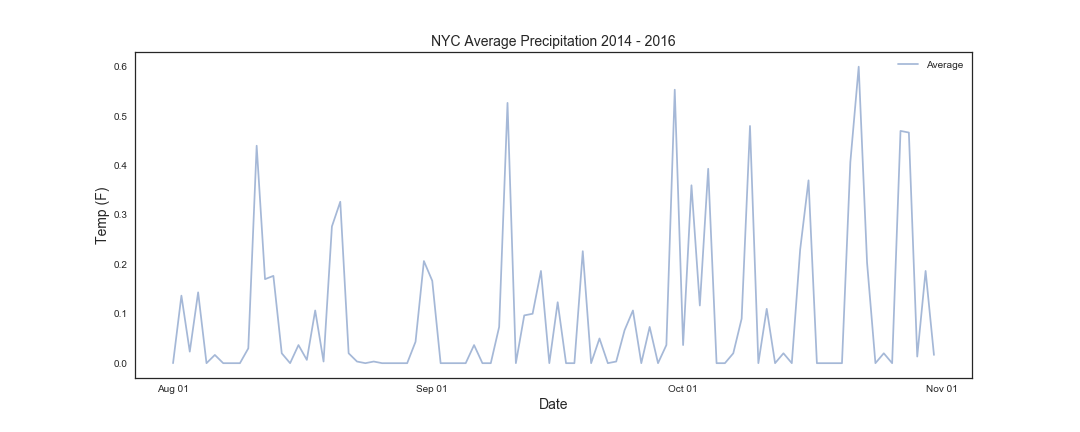 NYC Average Precipitation 2014 - 2016
Average
0.6
0.5
0.4
0.3
0.2
0.1
0.0
Temp (F)
Aug 01 Sep 01 Oct 01 Nov 01
Date